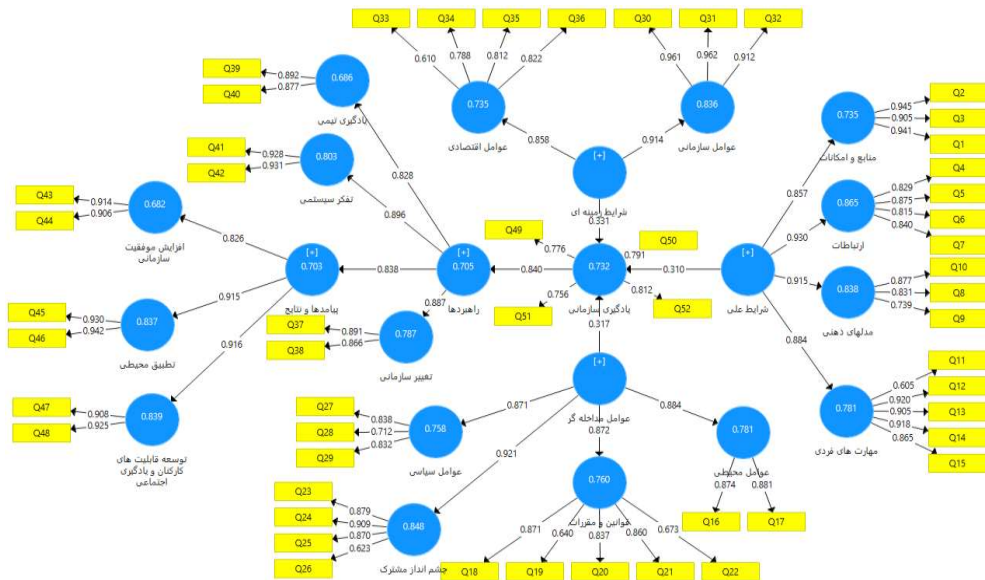 Q33
Q34
Q35
Q36
Q30
Q31
Q32
0.610
0.788
0.812
0.822
0.961
0.962
0.912
0.735
عوامل اقتصادی
0.836
عوامل سازمانی
0.858
0.914
[+]
شرایط زمینه ای
0.331
Q39
Q40
0.892
0.877
0.686
یادگیری تیمی
Q41
Q42
0.928
0.931
0.803
تفکر سیستمی
0.828
0.896
Q43
Q44
0.914
0.906
0.682
افزایش موفقیت
سازمانی
0.826
Q45
Q46
0.930
0.942
0.837
تطبیق محیطی
0.915
Q47
Q48
0.908
0.925
0.839
توسعه قابلیت های
کارکنان و یادگیری
اجتماعی
0.916
[+]
0.703
پیامدها و نتایج
0.838
[+]
0.705
راهبردها
0.840
0.887
Q37
Q38
0.891
0.866
0.787
تغییر سازمانی
Q49
Q50
Q51
Q52
0.776
0.791
0.756
0.812
0.732
یادگیری سازمانی
0.317
0.310
[+]
شرایط علی
0.857
0.930
0.915
0.884
0.735
منابع و امکانات
0.945
0.905
0.941
Q2
Q3
Q1
0.865
ارتباطات
0.829
0.875
0.815
0.840
Q4
Q5
Q6
Q7
0.838
مدلهای ذهنی
0.877
0.831
0.739
Q10
Q8
Q9
0.781
مهارت های فردی
0.605
0.920
0.905
0.918
0.865
Q11
Q12
Q13
Q14
Q15
[+]
عوامل مداخله گر
0.871
0.921
0.872
0.884
Q27
Q28
Q29
0.838
0.712
0.832
0.758
عوامل سیاسی
Q23
Q24
Q25
Q26
0.879
0.909
0.870
0.623
0.848
چشم انداز مشترک
0.760
قوانین و مقررات
0.871
0.640
0.837
0.860
0.673
Q18
Q19
Q20
Q21
Q22
0.781
عوامل محیطی
0.874
0.881
Q16
Q17